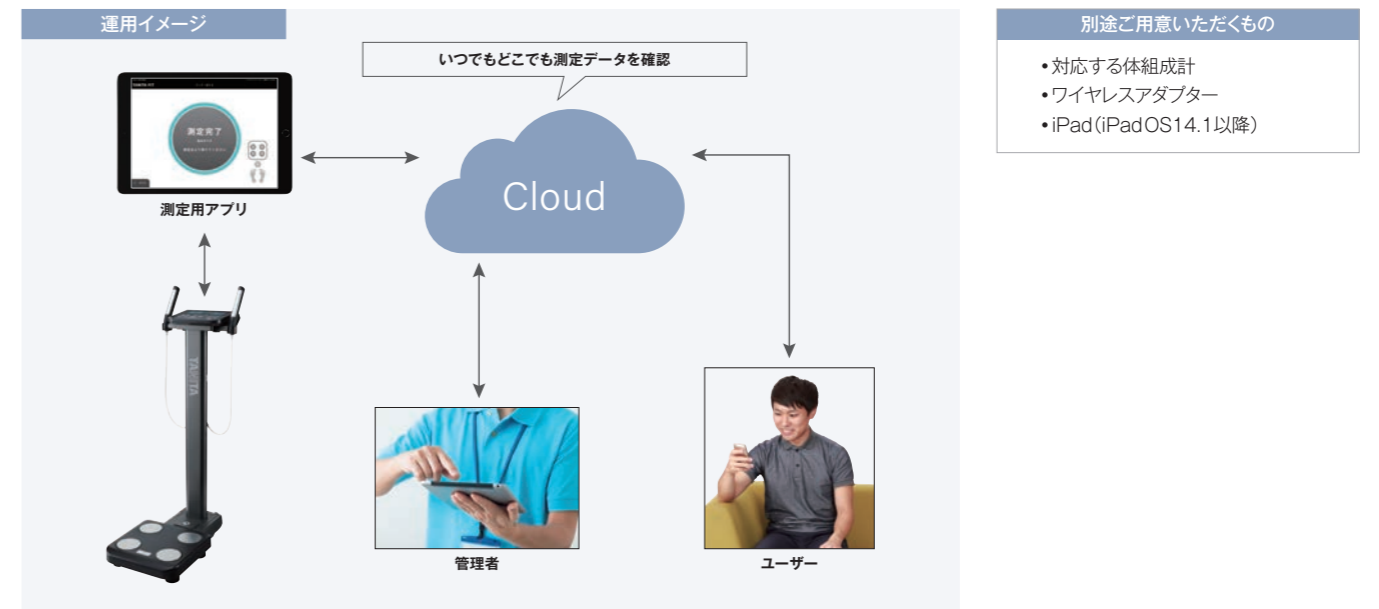 運用イメージ
いつでもどこでも測定データを確認
測定完了
測定用アプリ
Cloud
TANITA
管理者
ユーザー
別途ご用意いただくもの
•対応する体組成計
•ワイヤレスアダプター
•iPad(iPadOS14.1以降)